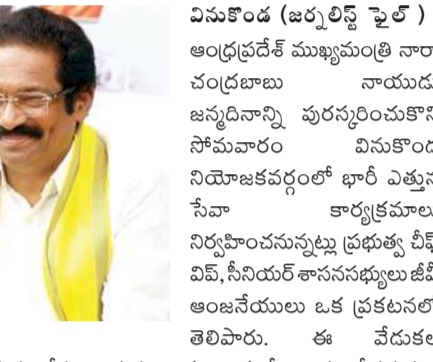 వినుకొండ (జర్నలిస్ట్ ఫైల్ )
ఆంధ్రప్రదేశ్ ముఖ్యమంత్రి నారా
చంద్రబాబు నాయుడు
జన్మదినాన్ని పురస్కరించుకొని
సోమవారం వినుకొండ
నియోజకవర్గంలో భారీ ఎత్తున
సేవా కార్యక్రమాలు
నిర్వహించనున్నట్లు ప్రభుత్వ చీఫ్
విప్, సీనియర్ శాసనసభ్యులు జీవీ
ఆంజనేయులు ఒక ప్రకటనలో
తెలిపారు. ఈ వేడుకల